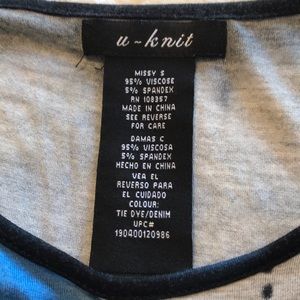 u-knit
MISSY S
95% VISCOSE
5% SPANDEX
RN 108357
MADE IN CHINA
SEE REVERSE
FOR CARE
DAMAS C
95% VISCOSA
5% SPANDEX
HECHO EN CHINA
VEA EL
REVERSO PARA
EL CUIDADO
COLOUR:
TIE DYE/DENIM
UPC#
190400120986